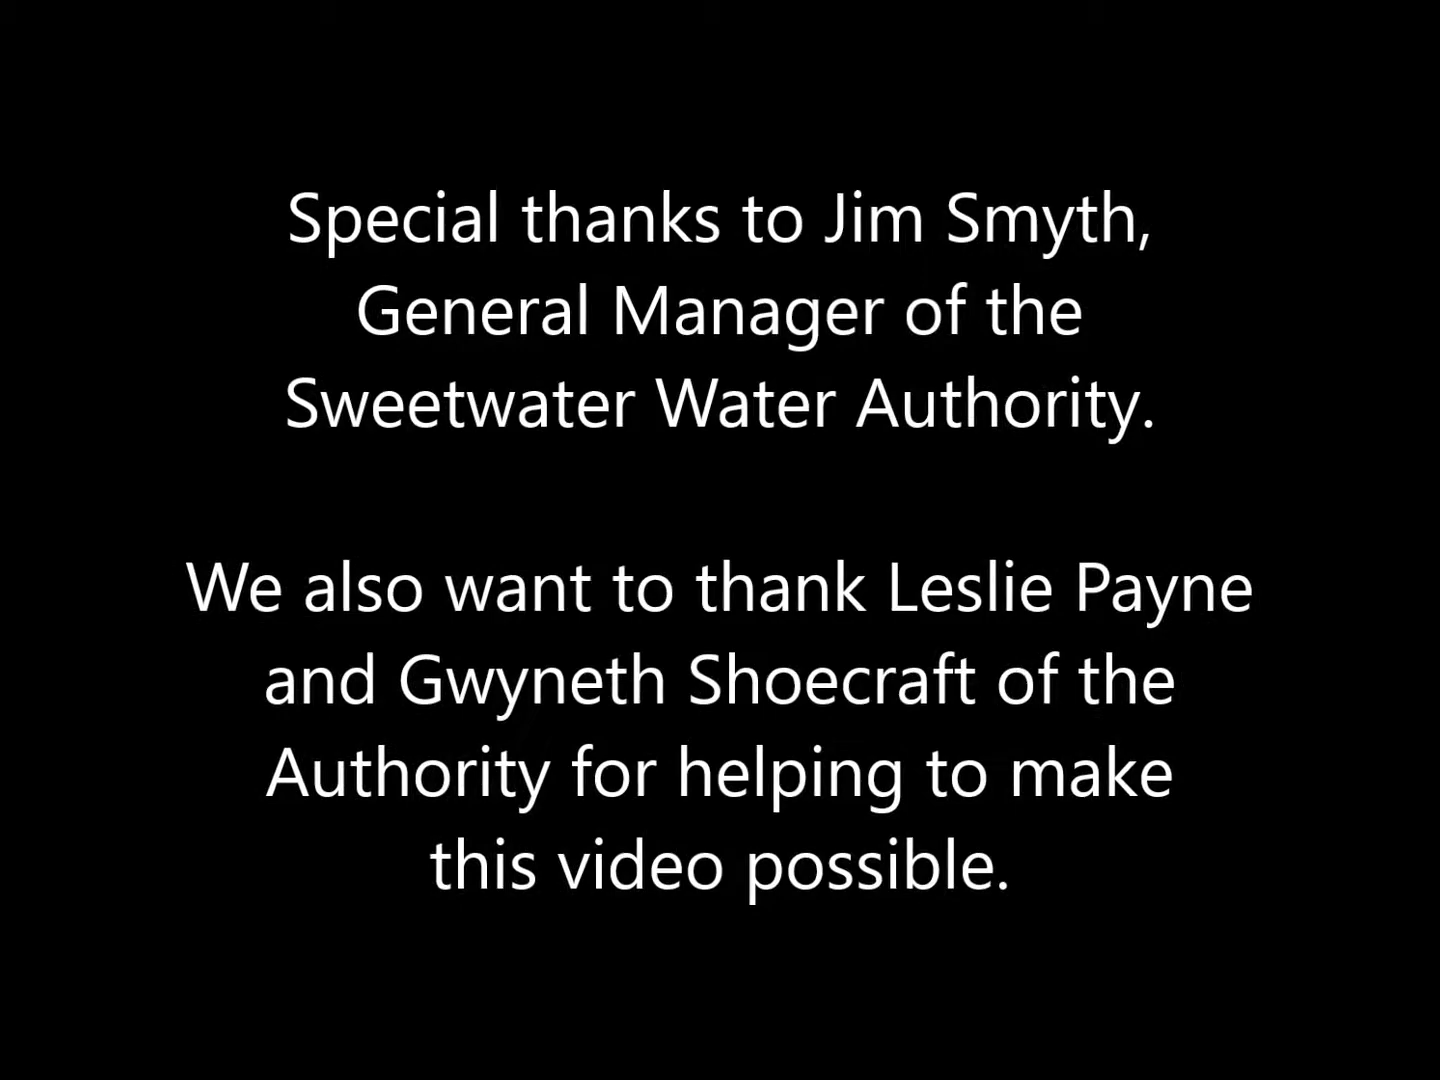 Special thanks to Jim Smyth,
General Manager of the
Sweetwater Water Authority.
We also want to thank Leslie Payne
and Gwyneth Shoecraft of the
Authority for helping to make
this video possible.